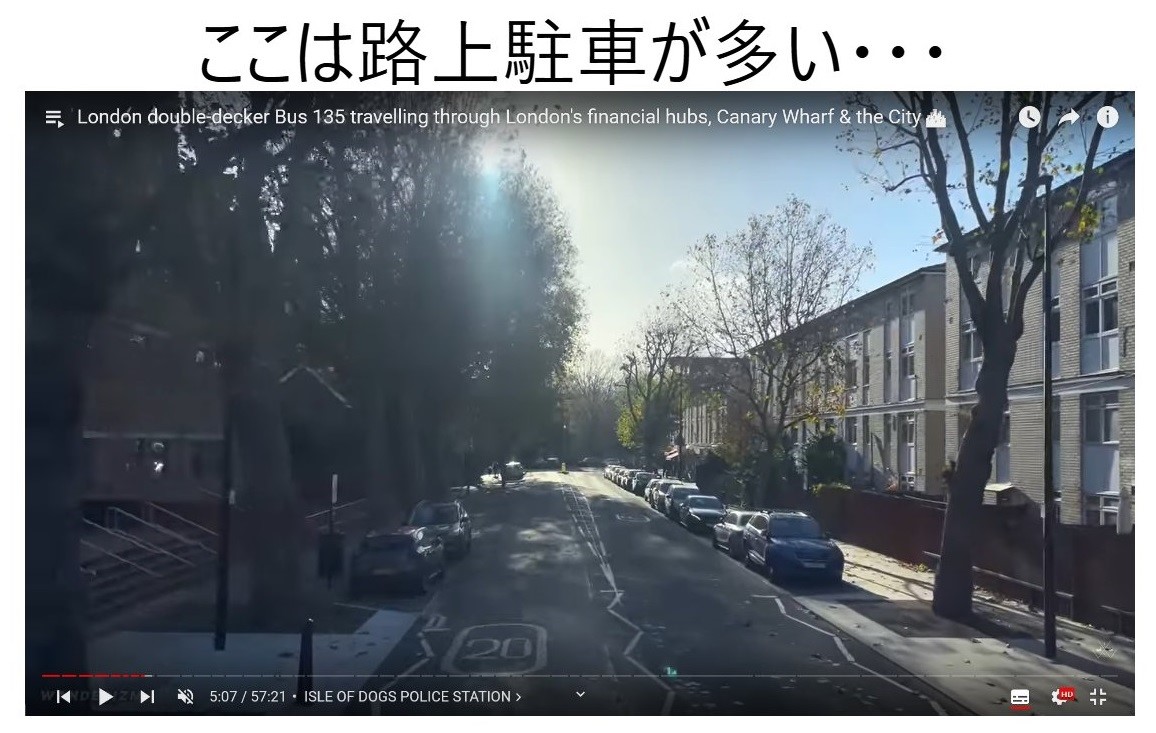 ここは路上駐車が多い・・・
London double-decker Bus 135 travelling through London's financial hubs, Canary Wharf & the City
20
5:07 / 57:21 • ISLE OF DOGS POLICE STATION
HD